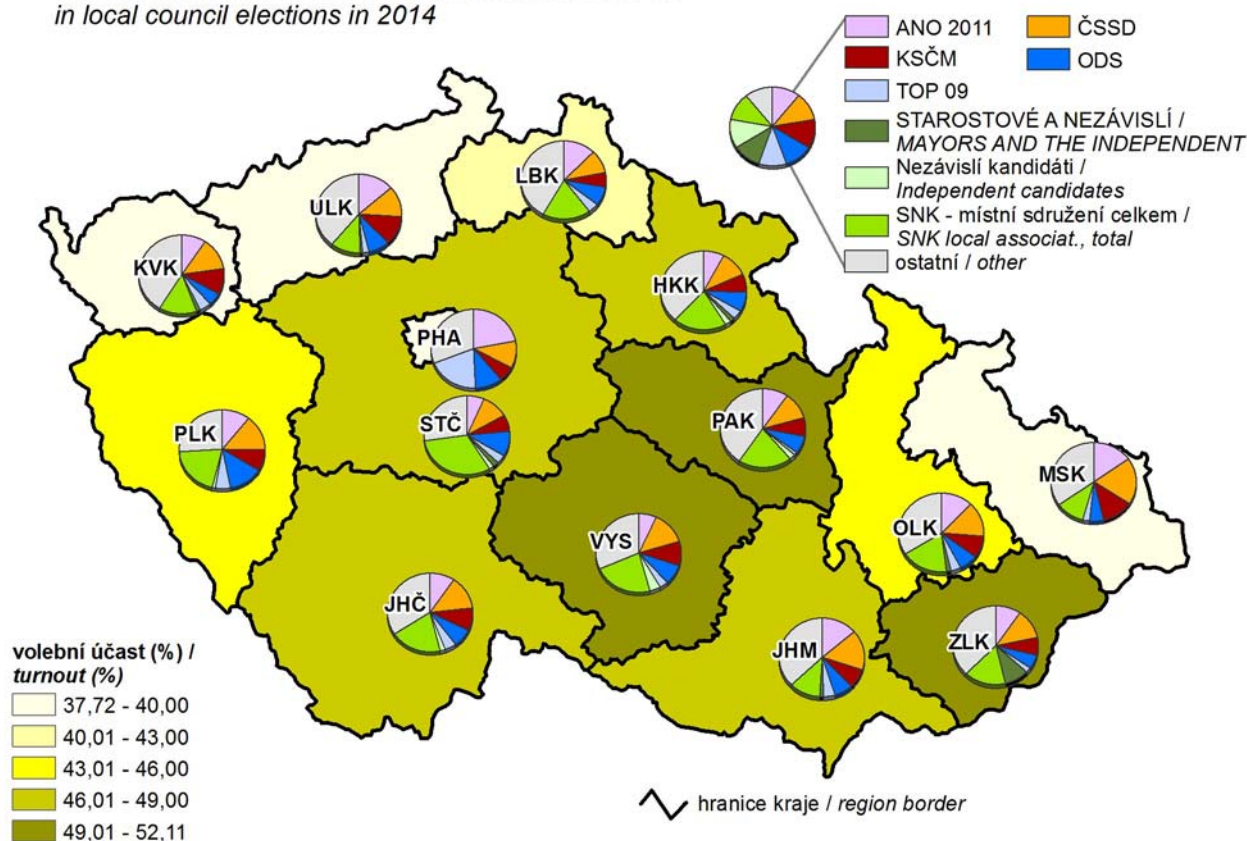 in local council elections in 2014
ANO 2011
ČSSD
KSČM
ODS
TOP 09
STAROSTOVÉ A NEZÁVISLÍ /
MAYORS AND THE INDEPENDENT
Nezávislí kandidáti /
Independent candidates
SNK - místní sdružení celkem /
SNK local associat., total
ostatní / other
LBK
ULK
KVK
HKK
PHA
STČ
PAK
PLK
MSK
OLK
VYS
JHČ
JHM
ZLK
volební účast (%) /
turnout (%)
37,72 - 40,00
40,01 - 43,00
43,01 - 46,00
46,01 - 49,00
49,01 - 52,11
hranice kraje / region border